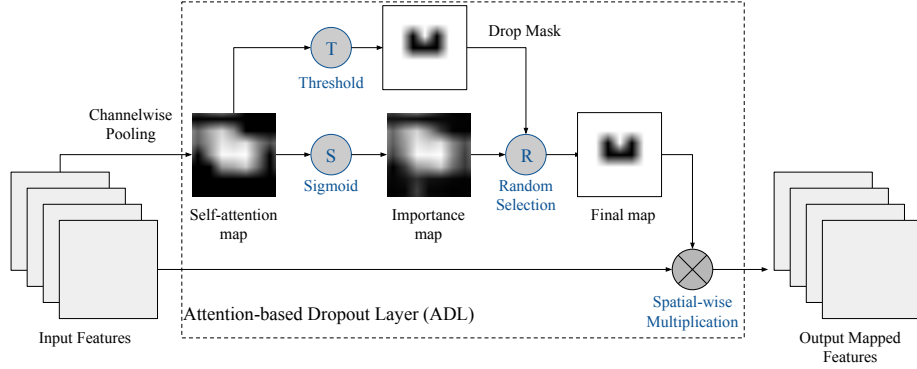 T
Threshold
Drop Mask
Channelwise
Pooling
S
Sigmoid
R
Random
Selection
Self-attention
map
Importance
map
Final map
Spatial-wise
Multiplication
Attention-based Dropout Layer (ADL)
Input Features
Output Mapped
Features